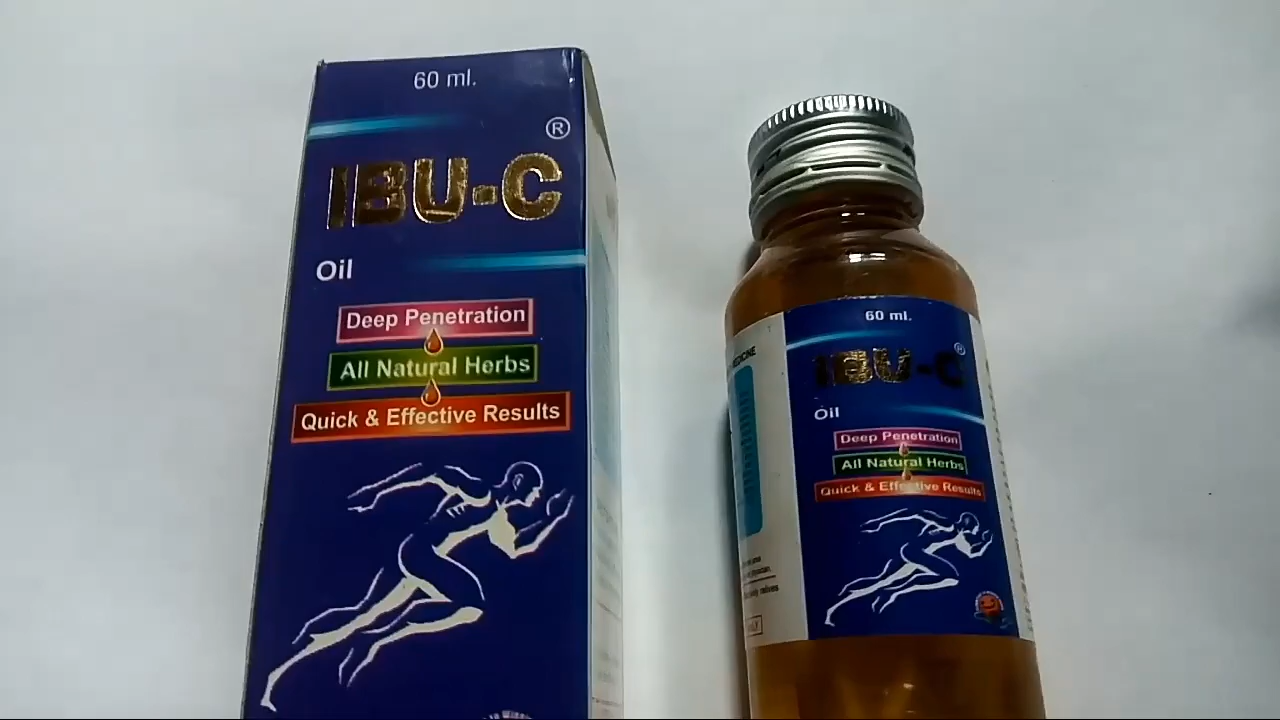 60 ml.
®
IBU-C
Oil
Deep Penetration
All Natural Herbs
Quick & Effective Results
MEDICINE
60 ml.
®
IBU-C
Oil
Deep Penetration
All Natural Herbs
Quick & Effective Results